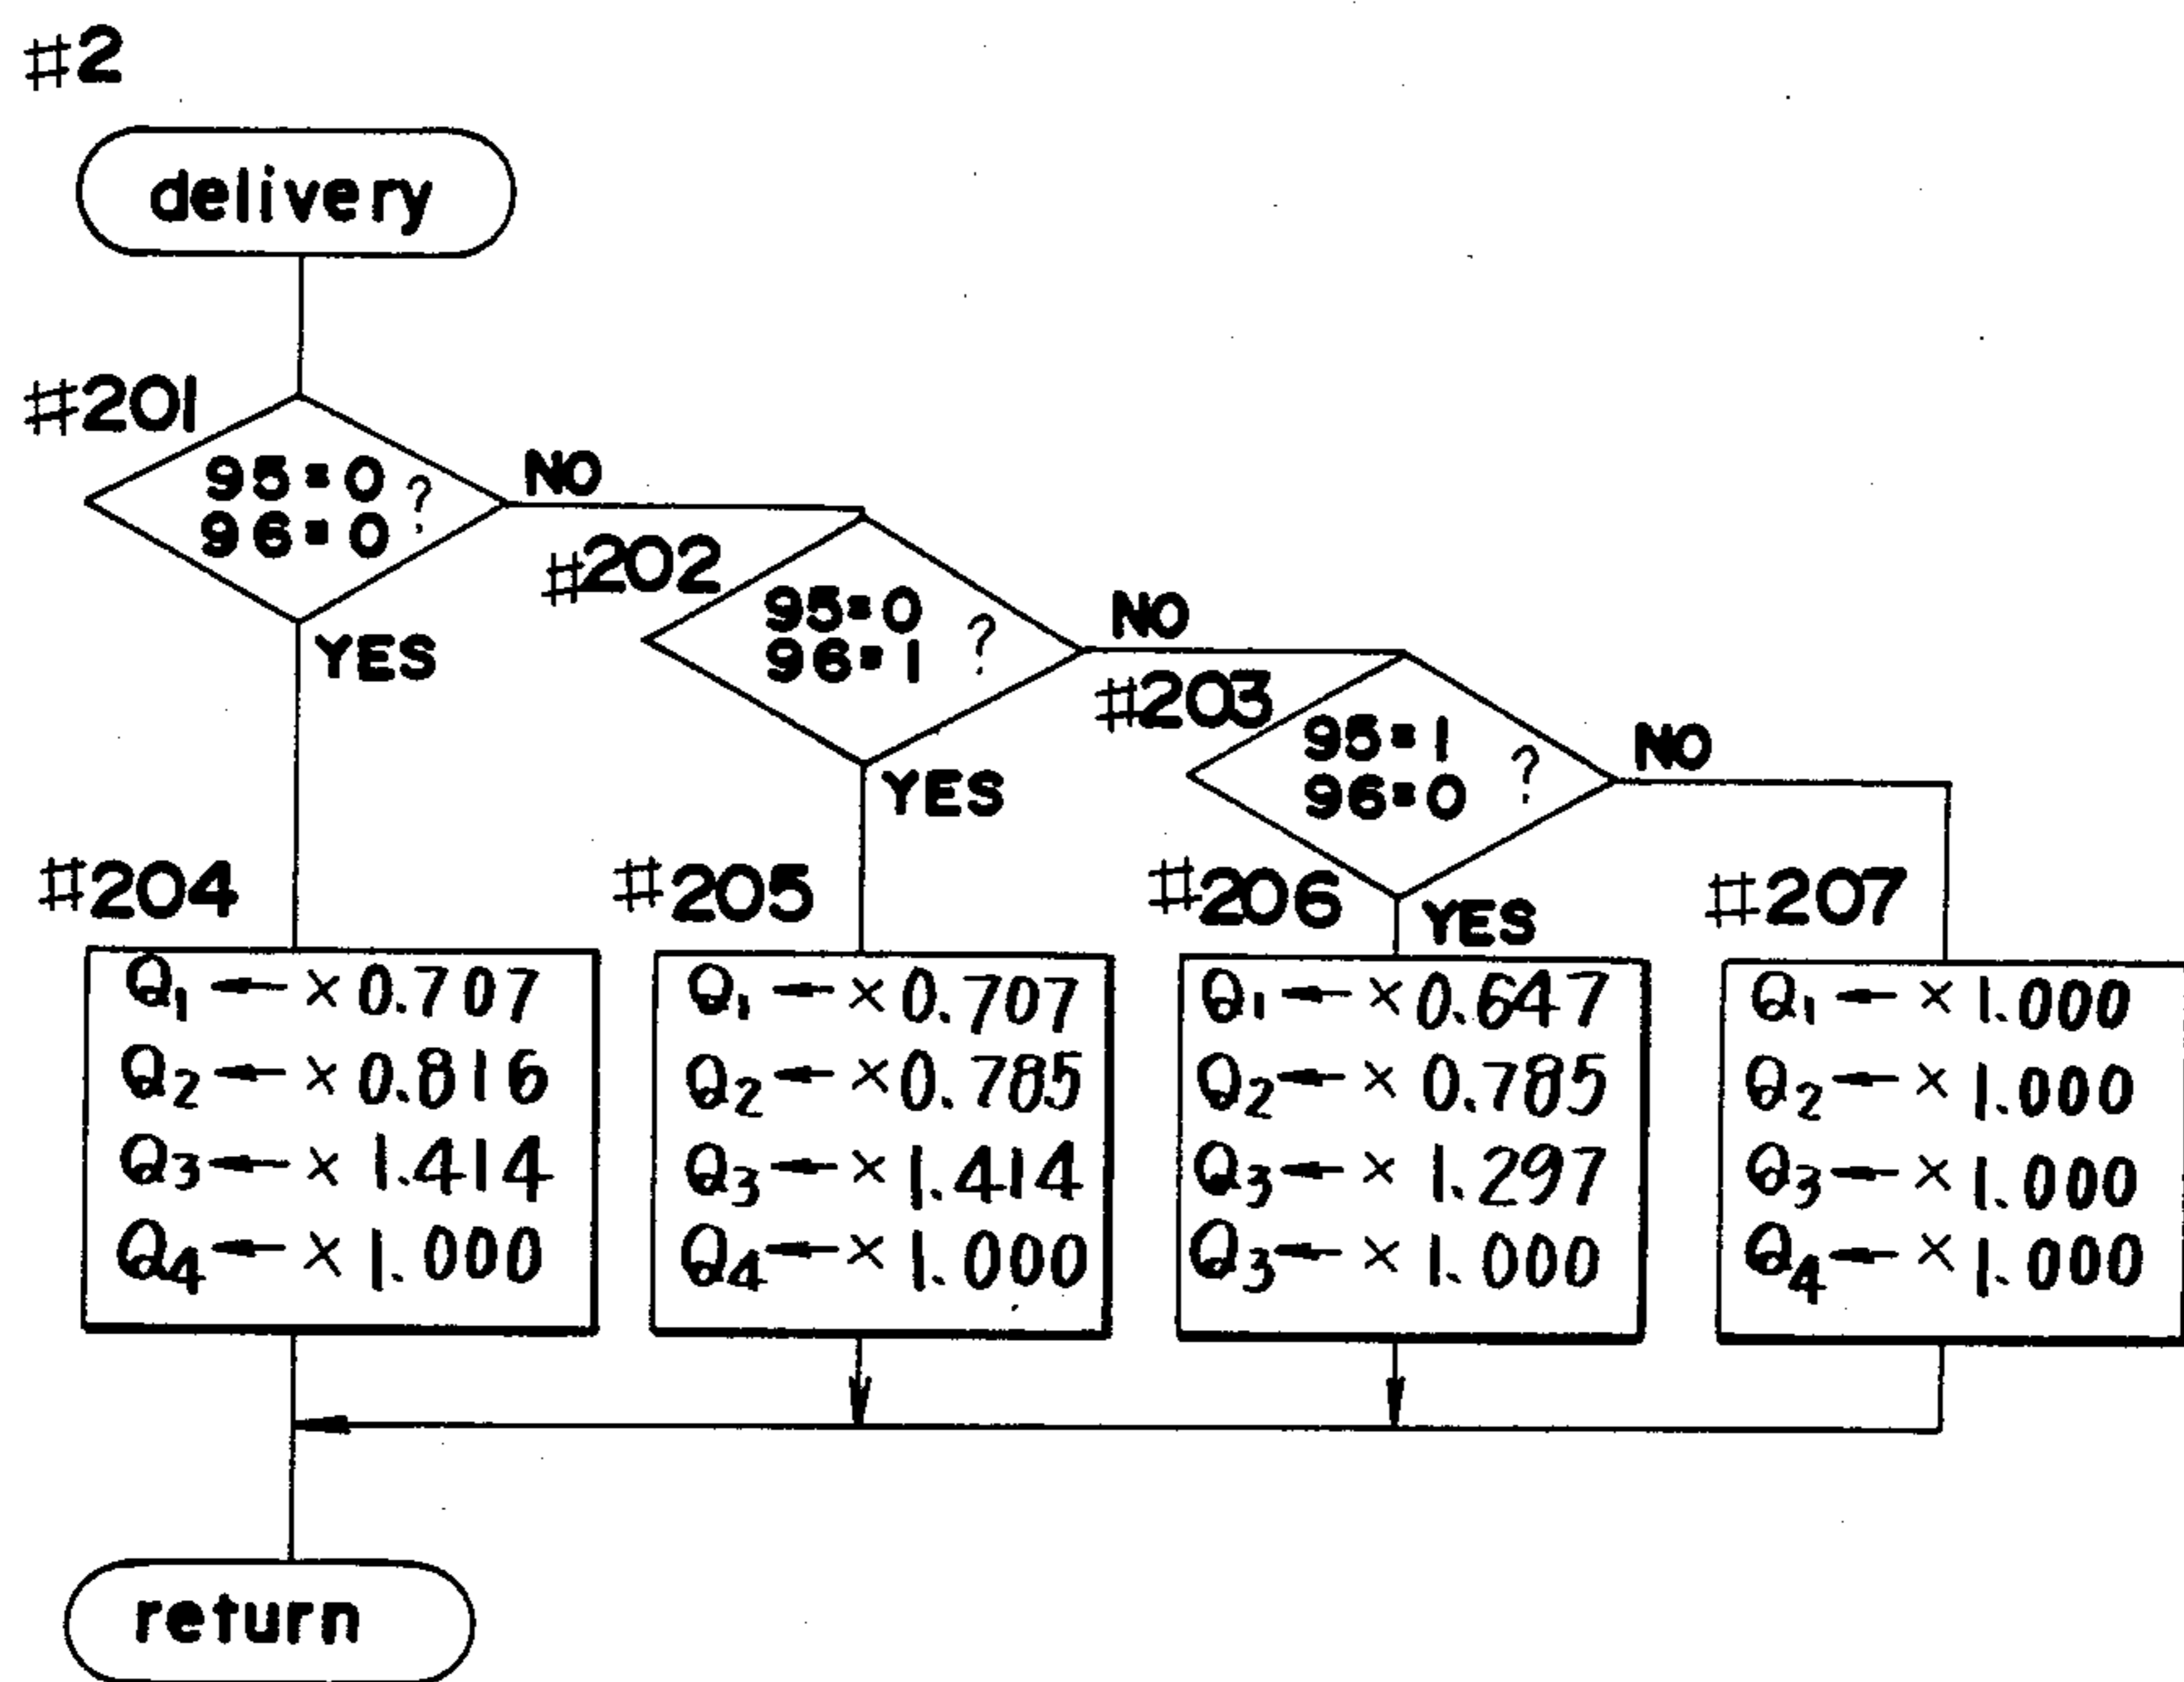 #2
delivery
#201
95=0
96=0 ?
NO
YES
#202
95=0
96=1 ?
NO
YES
#203
95=1
96=0 ?
NO
YES
#204
Q1 ← × 0.707
Q2 ← × 0.816
Q3 ← × 1.414
Q4 ← × 1.000
#205
Q1 ← × 0.707
Q2 ← × 0.785
Q3 ← × 1.414
Q4 ← × 1.000
#206
Q1 ← × 0.647
Q2 ← × 0.785
Q3 ← × 1.297
Q3 ← × 1.000
#207
Q1 ← × 1.000
Q2 ← × 1.000
Q3 ← × 1.000
Q4 ← × 1.000
return